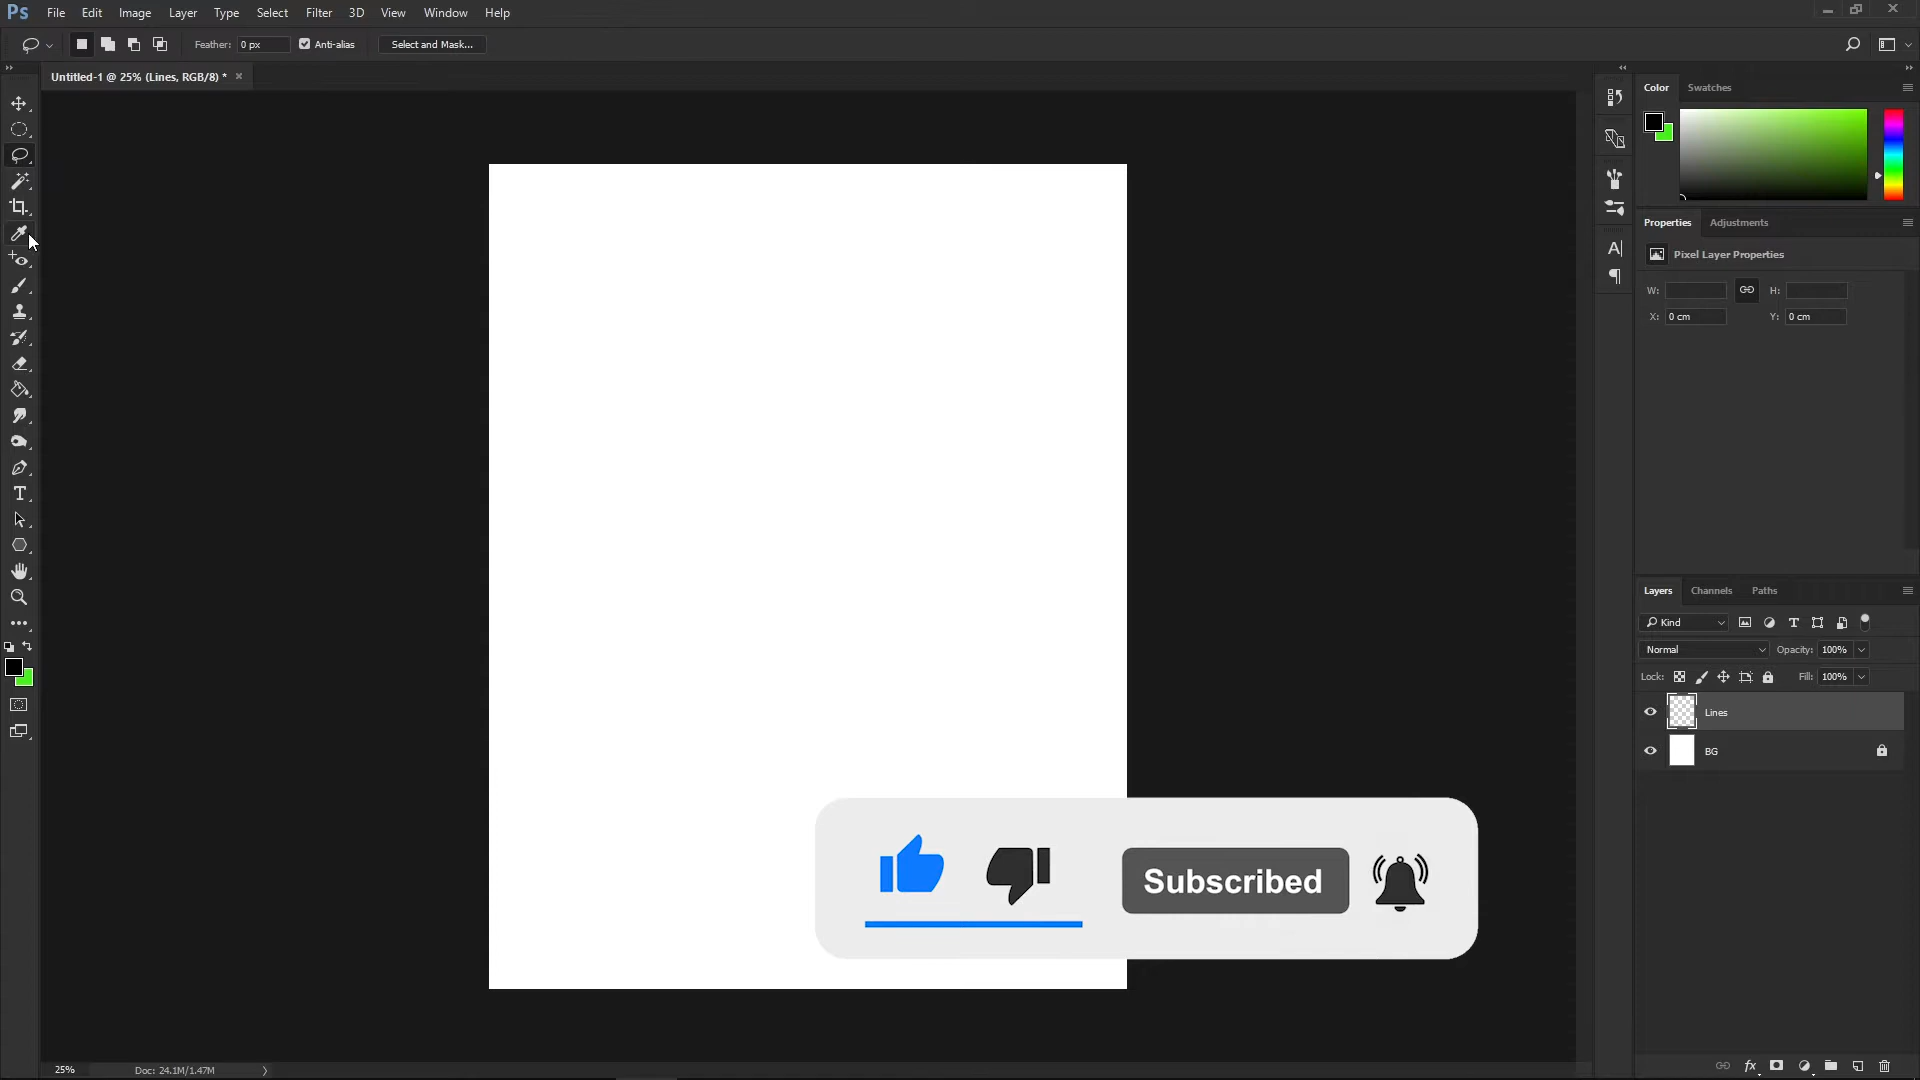 Ps File Edit Image Layer Type Select Filter 3D View Window Help
Feather: 0 px Anti-alias Select and Mask...
Untitled-1 @ 25% (Lines, RGB/8) * ×
Color Swatches
Properties Adjustments
Pixel Layer Properties
W: H:
X: 0 cm Y: 0 cm
Layers Channels Paths
Kind
Normal Opacity: 100%
Lock: Fill: 100%
Lines
BG
Subscribed
25% Doc: 24.1M/1.47M